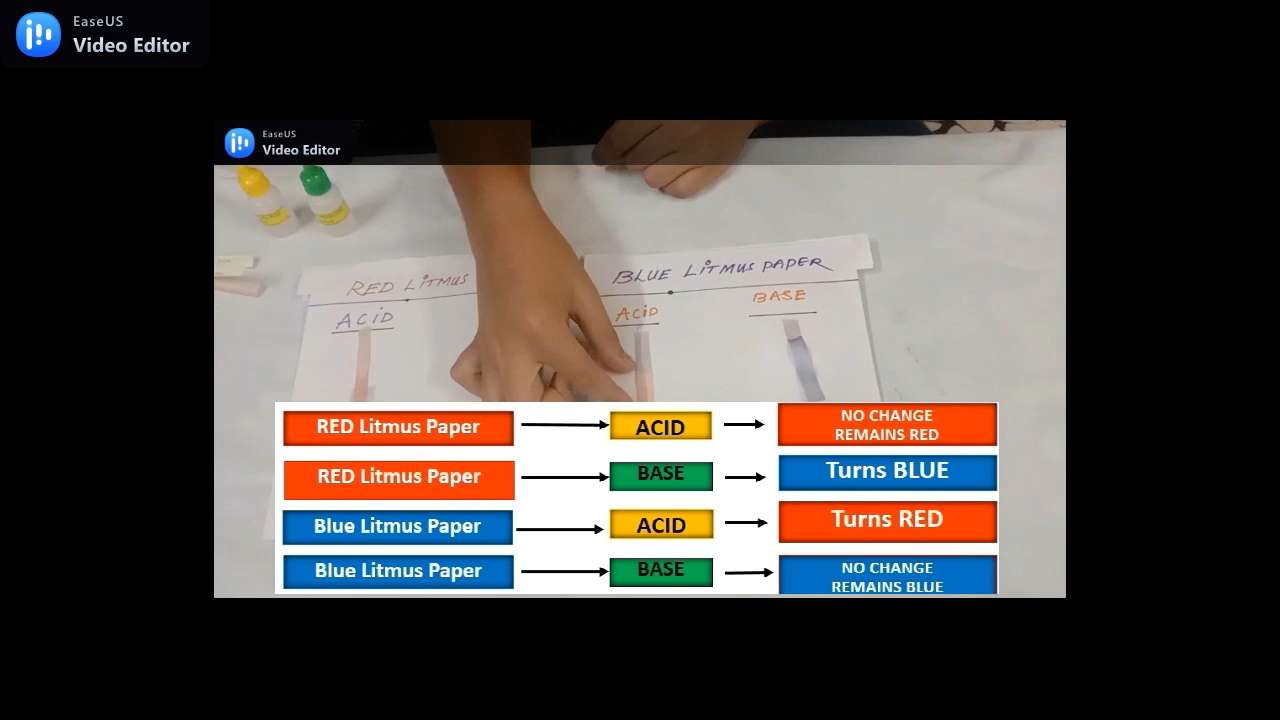 EaseUS
Video Editor
EaseUS
Video Editor
RED LiTMUS
BLUE LiTMUS PAPER
ACiD
ACiD
BASE
RED Litmus Paper
ACID
NO CHANGE
REMAINS RED
RED Litmus Paper
BASE
Turns BLUE
Blue Litmus Paper
ACID
Turns RED
Blue Litmus Paper
BASE
NO CHANGE
REMAINS BLUE